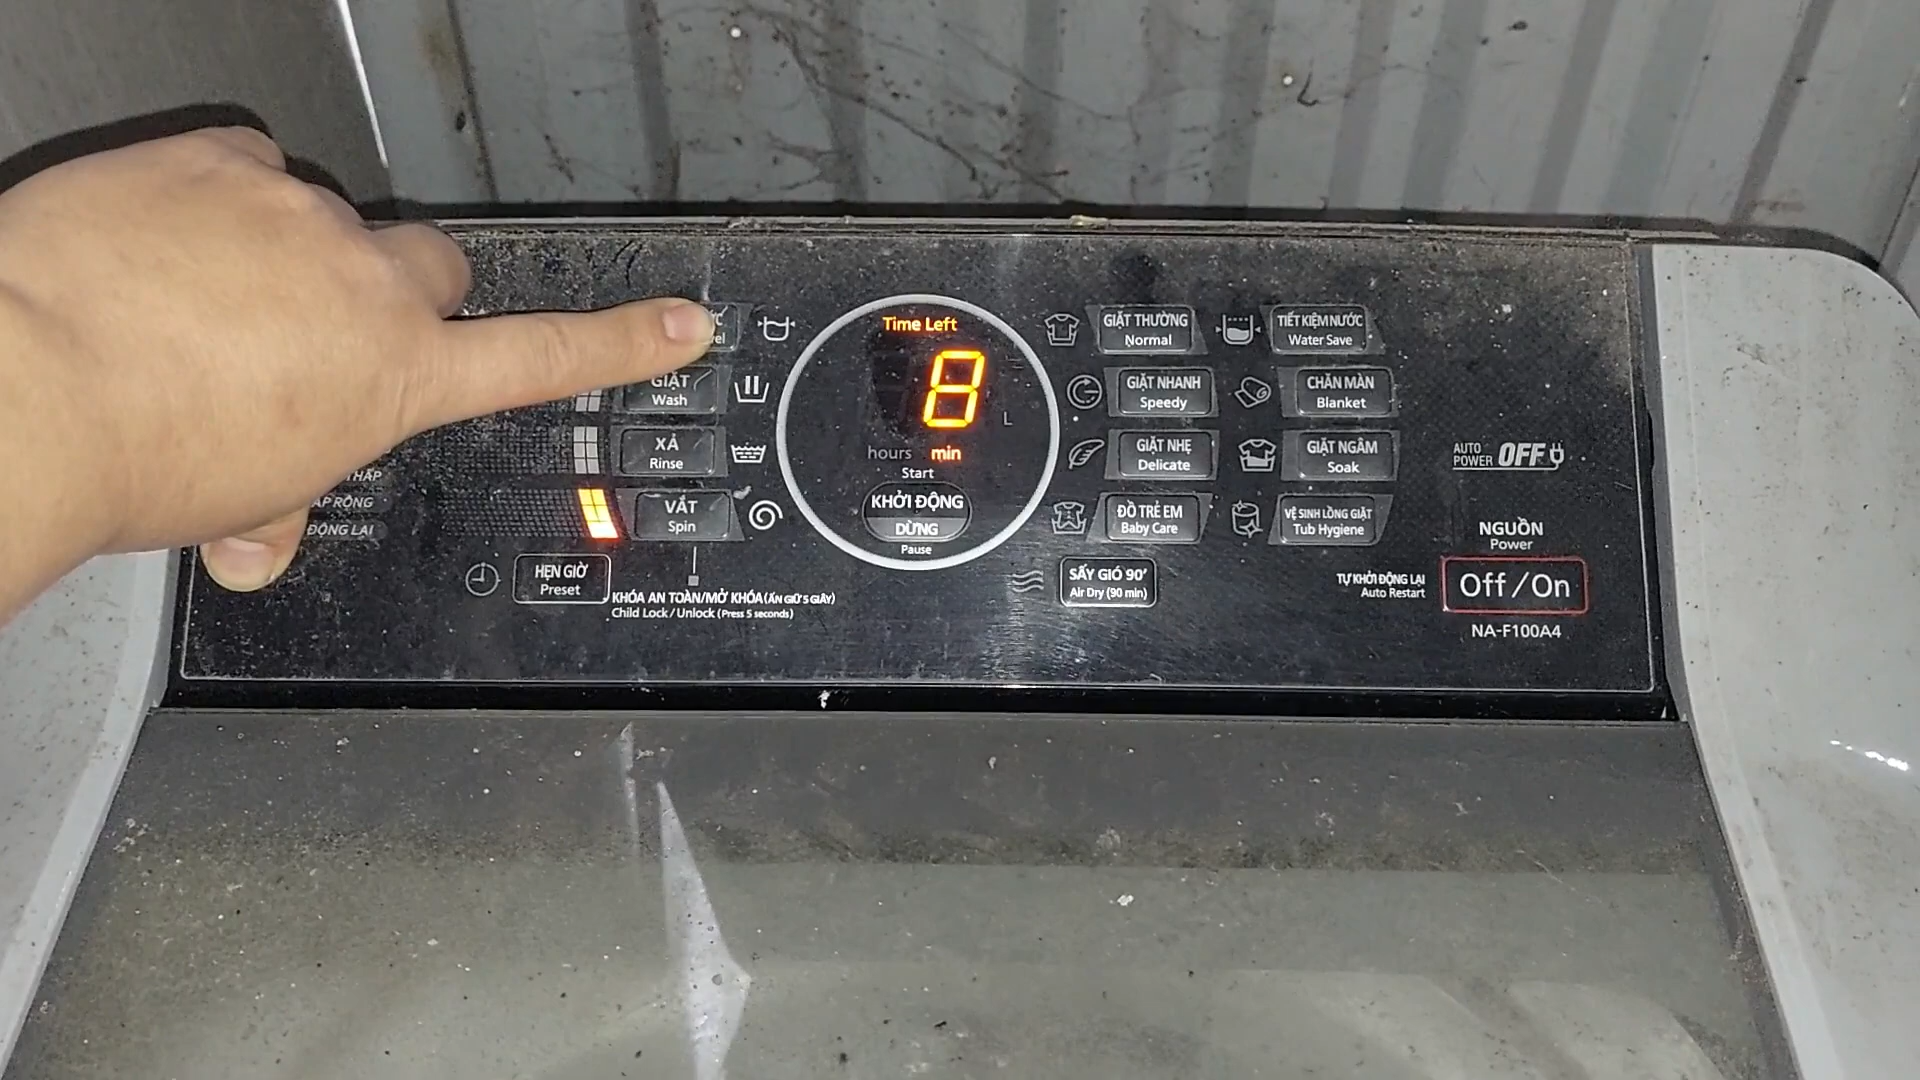 Time Left
8
hours min
L
Start
KHỞI ĐỘNG
DỪNG
Pause
vel
GIẶT
Wash
XẢ
Rinse
VẮT
Spin
ĐỘNG LẠI
HẸN GIỜ
Preset
KHÓA AN TOÀN/MỞ KHÓA (ẤN GIỮ 5 GIÂY)
Child Lock/Unlock (Press 5 seconds)
GIẶT THƯỜNG
Normal
TIẾT KIỆM NƯỚC
Water Save
GIẶT NHANH
Speedy
CHĂN MÀN
Blanket
GIẶT NHẸ
Delicate
GIẶT NGÂM
Soak
ĐỒ TRẺ EM
Baby Care
VỆ SINH LỒNG GIẶT
Tub Hygiene
SẤY GIÓ 90'
Air Dry (90 min)
AUTO
POWER OFF
NGUỒN
Power
TỰ KHỞI ĐỘNG LẠI
Auto Restart
Off/On
NA-F100A4